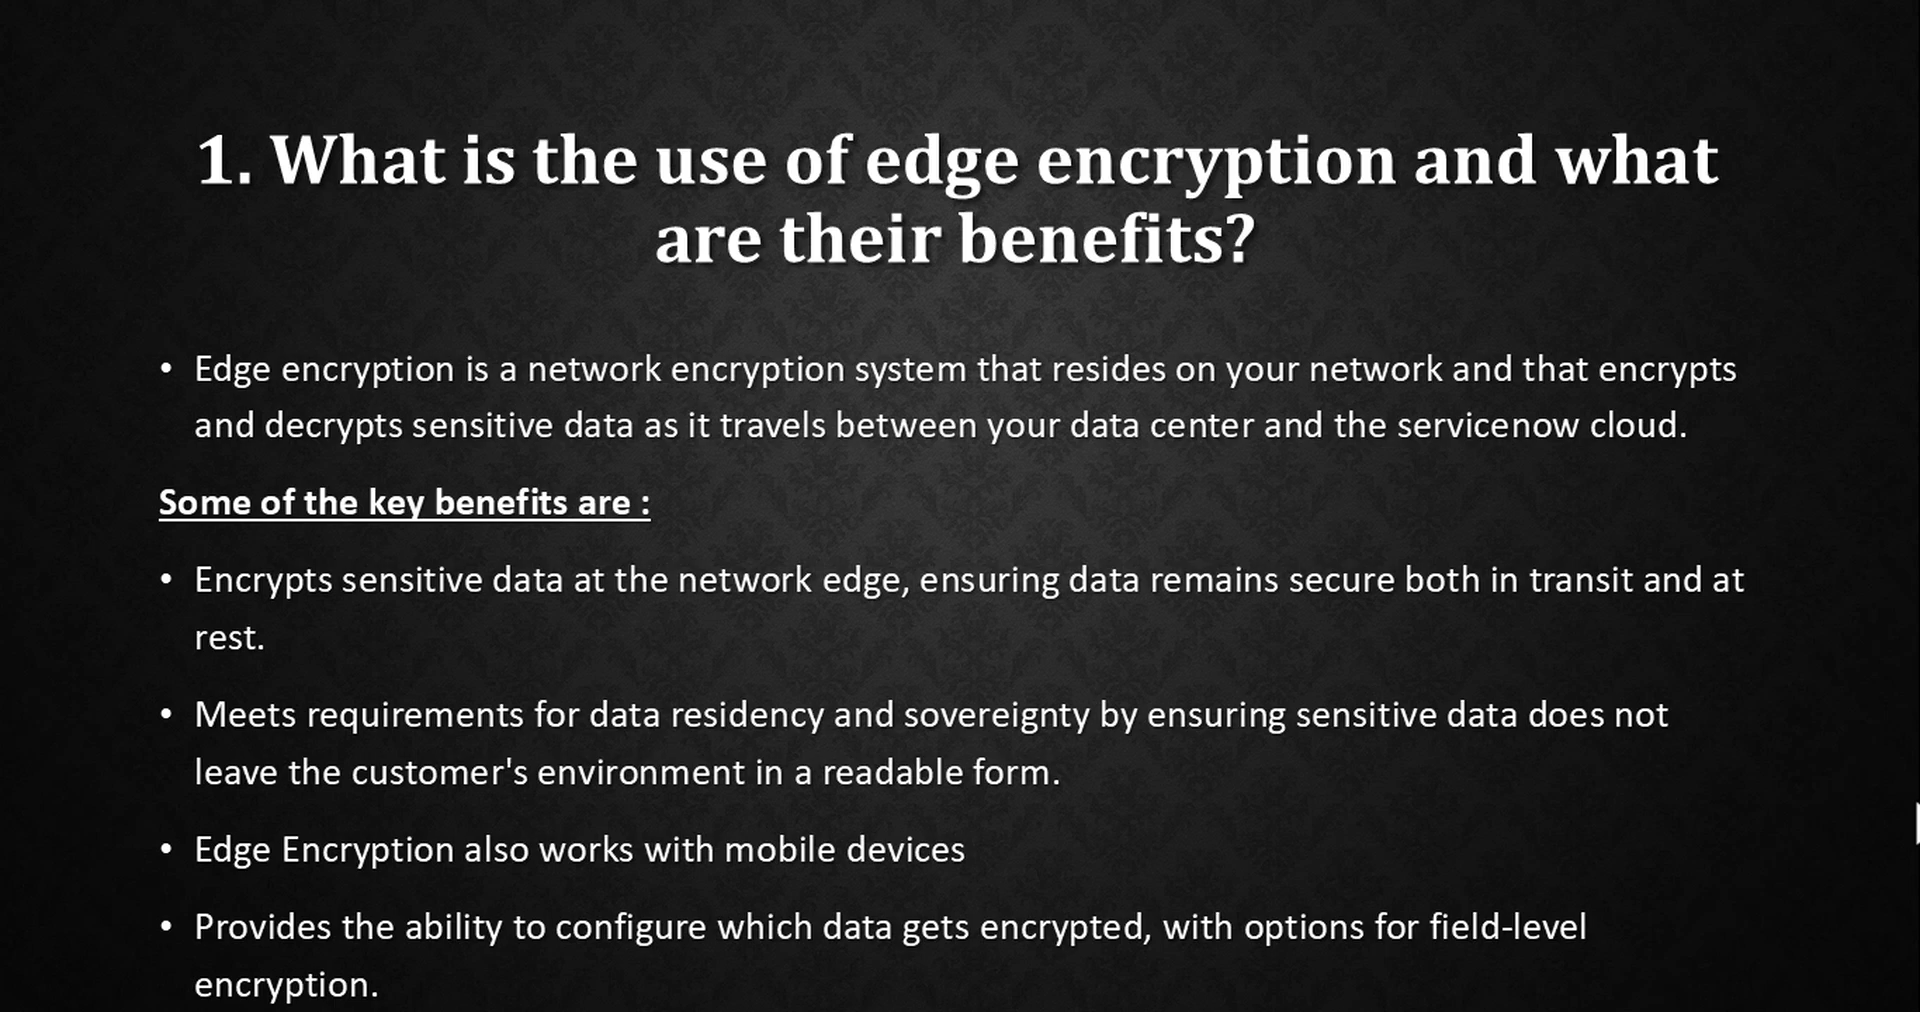 1. What is the use of edge encryption and what
are their benefits?
• Edge encryption is a network encryption system that resides on your network and that encrypts
and decrypts sensitive data as it travels between your data center and the servicenow cloud.
Some of the key benefits are :
• Encrypts sensitive data at the network edge, ensuring data remains secure both in transit and at
rest.
• Meets requirements for data residency and sovereignty by ensuring sensitive data does not
leave the customer's environment in a readable form.
• Edge Encryption also works with mobile devices
• Provides the ability to configure which data gets encrypted, with options for field-level
encryption.